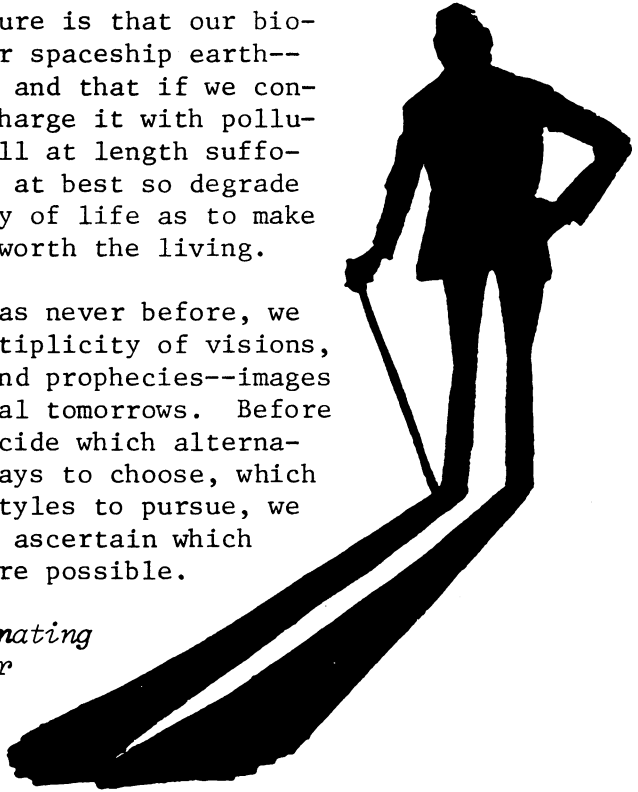 ure is that our bio-
r spaceship earth--
and that if we con-
harge it with pollu-
ll at length suffo-
at best so degrade
y of life as to make
worth the living.
as never before, we
tiplicity of visions,
nd prophecies--images
al tomorrows. Before
cide which alterna-
ays to choose, which
tyles to pursue, we
ascertain which
re possible.
nating
r